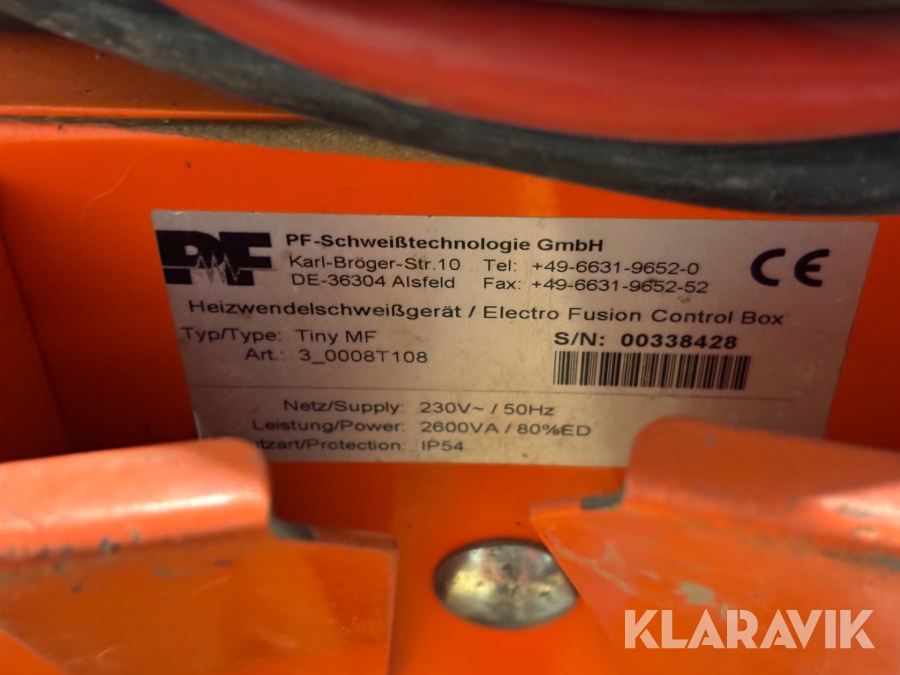 PF
PF-Schweißtechnologie GmbH
Karl-Bröger-Str.10 Tel: +49-6631-9652-0
DE-36304 Alsfeld Fax: +49-6631-9652-52
CE
Heizwendelschweißgerät / Electro Fusion Control Box
Typ/Type: Tiny MF
S/N: 00338428
Art.: 3_0008T108
Netz/Supply: 230V~ / 50Hz
Leistung/Power: 2600VA / 80%ED
tzart/Protection: IP54
KLARAVIK